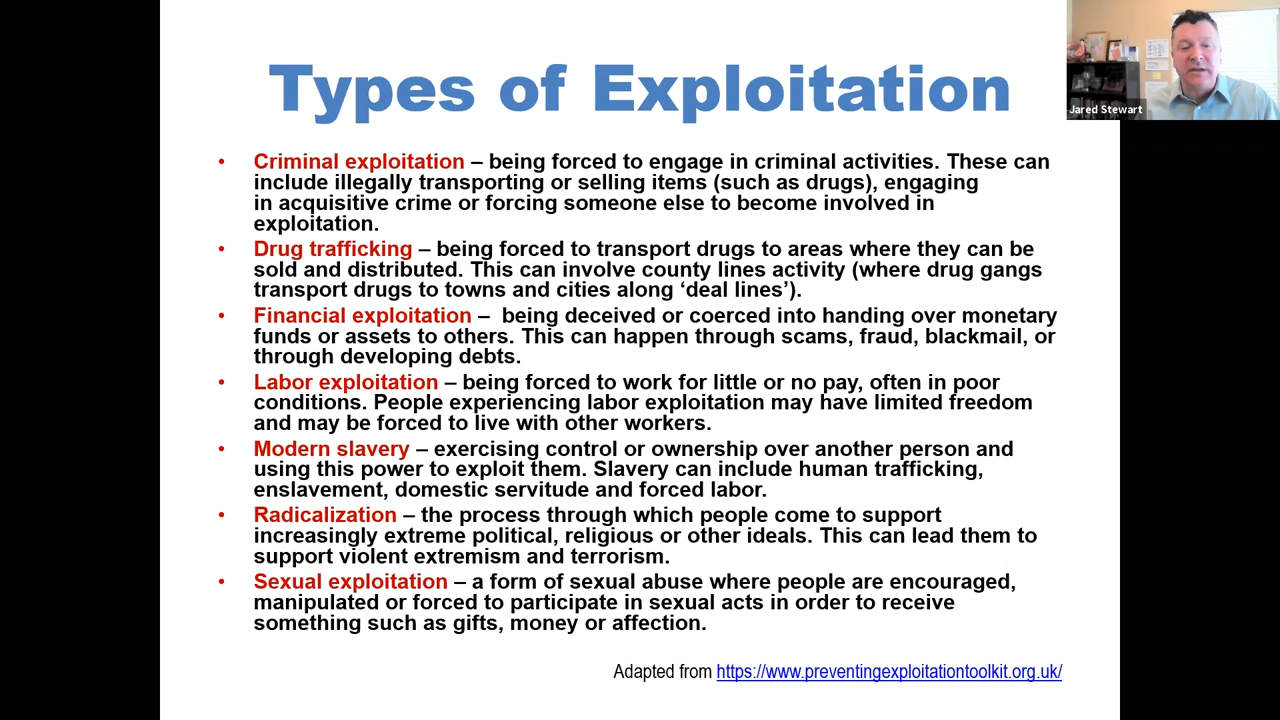 Types of Exploitation
Jared Stewart
• Criminal exploitation – being forced to engage in criminal activities. These can
include illegally transporting or selling items (such as drugs), engaging
in acquisitive crime or forcing someone else to become involved in
exploitation.
• Drug trafficking – being forced to transport drugs to areas where they can be
sold and distributed. This can involve county lines activity (where drug gangs
transport drugs to towns and cities along ‘deal lines’).
• Financial exploitation –  being deceived or coerced into handing over monetary
funds or assets to others. This can happen through scams, fraud, blackmail, or
through developing debts.
• Labor exploitation – being forced to work for little or no pay, often in poor
conditions. People experiencing labor exploitation may have limited freedom
and may be forced to live with other workers.
• Modern slavery – exercising control or ownership over another person and
using this power to exploit them. Slavery can include human trafficking,
enslavement, domestic servitude and forced labor.
• Radicalization – the process through which people come to support
increasingly extreme political, religious or other ideals. This can lead them to
support violent extremism and terrorism.
• Sexual exploitation – a form of sexual abuse where people are encouraged,
manipulated or forced to participate in sexual acts in order to receive
something such as gifts, money or affection.
Adapted from https://www.preventingexploitationtoolkit.org.uk/